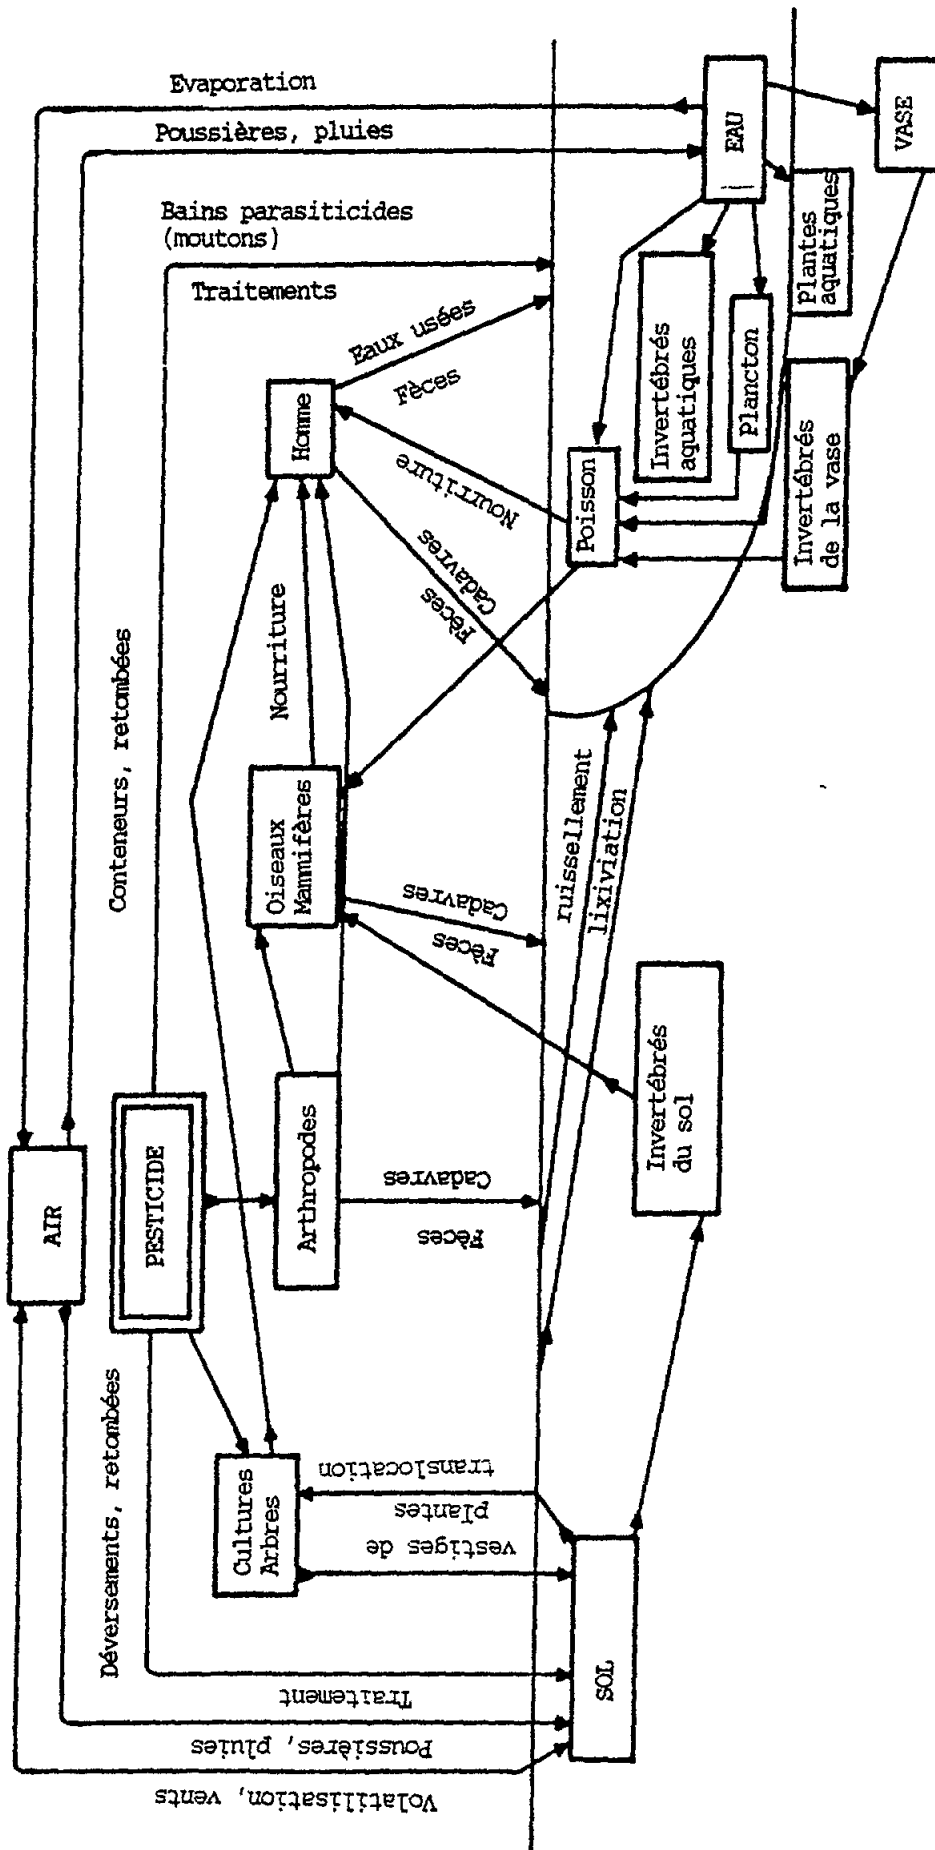 Evaporation
Poussières, pluies
Bains parasiticides
(moutons)
Traitements
Conteneurs, retombées
AIR
PESTICIDE
Déversements, retombées
Homme
Eaux usées
Fèces
Nourriture
Cadavres
Fèces
Nourriture
Oiseaux
Mammifères
Cadavres
Fèces
Arthropodes
Cadavres
Fèces
Cultures
Arbres
translocation
vestiges de
plantes
Traitement
Poussières, pluies
Volatilisation, vents
SOL
Invertébrés
du sol
ruissellement
lixiviation
Poisson
Invertébrés
aquatiques
Plancton
EAU
Plantes
aquatiques
VASE
Invertébrés
de la vase